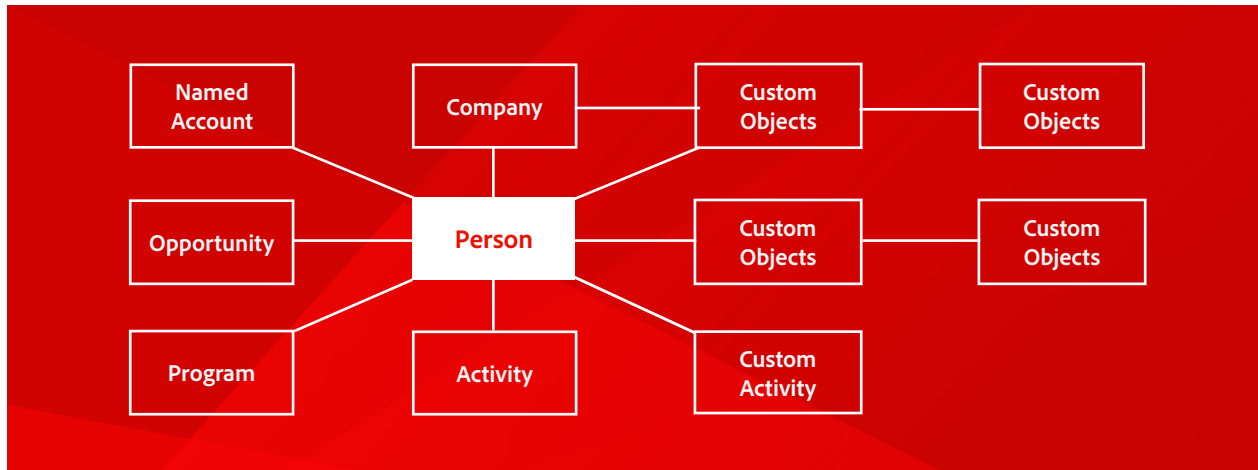 Named
Account
Company
Custom
Objects
Custom
Objects
Opportunity
Person
Custom
Objects
Custom
Objects
Program
Activity
Custom
Activity